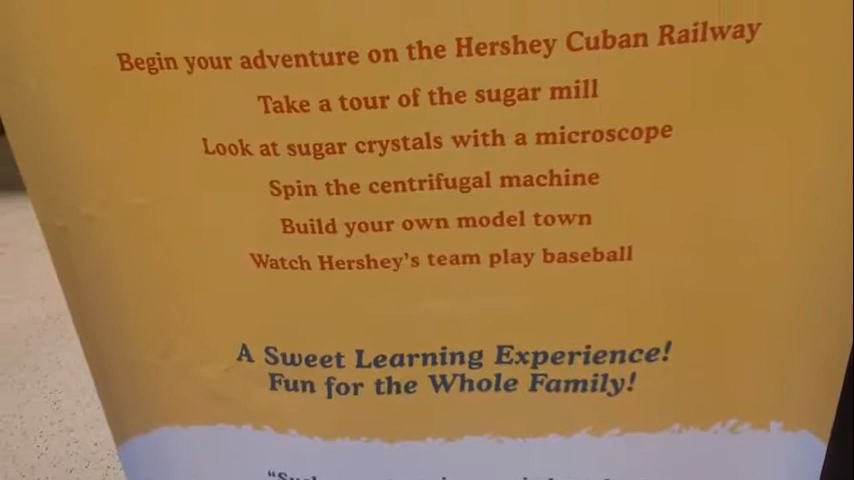 Begin your adventure on the Hershey Cuban Railway
Take a tour of the sugar mill
Look at sugar crystals with a microscope
Spin the centrifugal machine
Build your own model town
Watch Hershey's team play baseball
A Sweet Learning Experience!
Fun for the Whole Family!